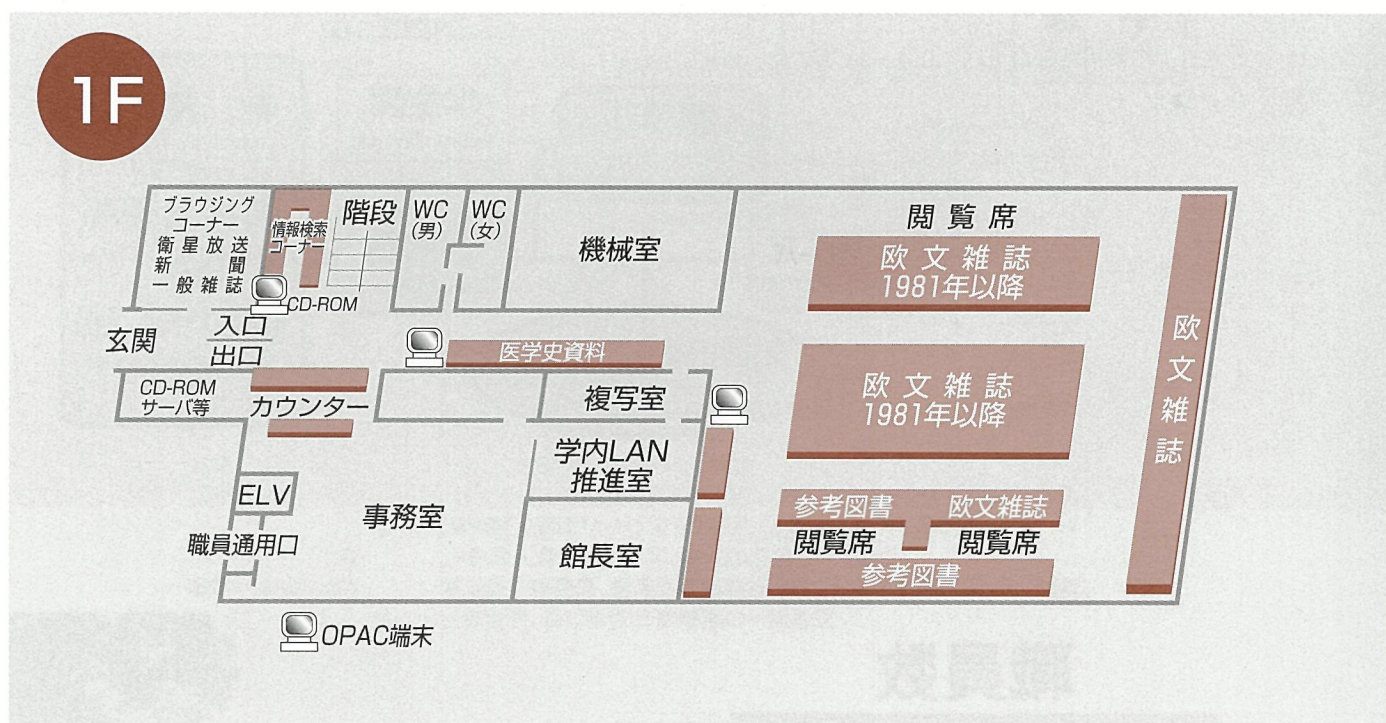 1F
ブラウジング
コーナー
衛星放送
新聞
一般雑誌
情報検索
コーナー
階段
WC
(男)
WC
(女)
機械室
閲覧席
欧文雑誌
1981年以降
欧文雑誌
CD-ROM
玄関
入口
出口
医学史資料
欧文雑誌
1981年以降
CD-ROM
サーバ等
カウンター
複写室
学内LAN
推進室
ELV
事務室
参考図書
欧文雑誌
職員通用口
館長室
閲覧席
閲覧席
参考図書
OPAC端末
職員数